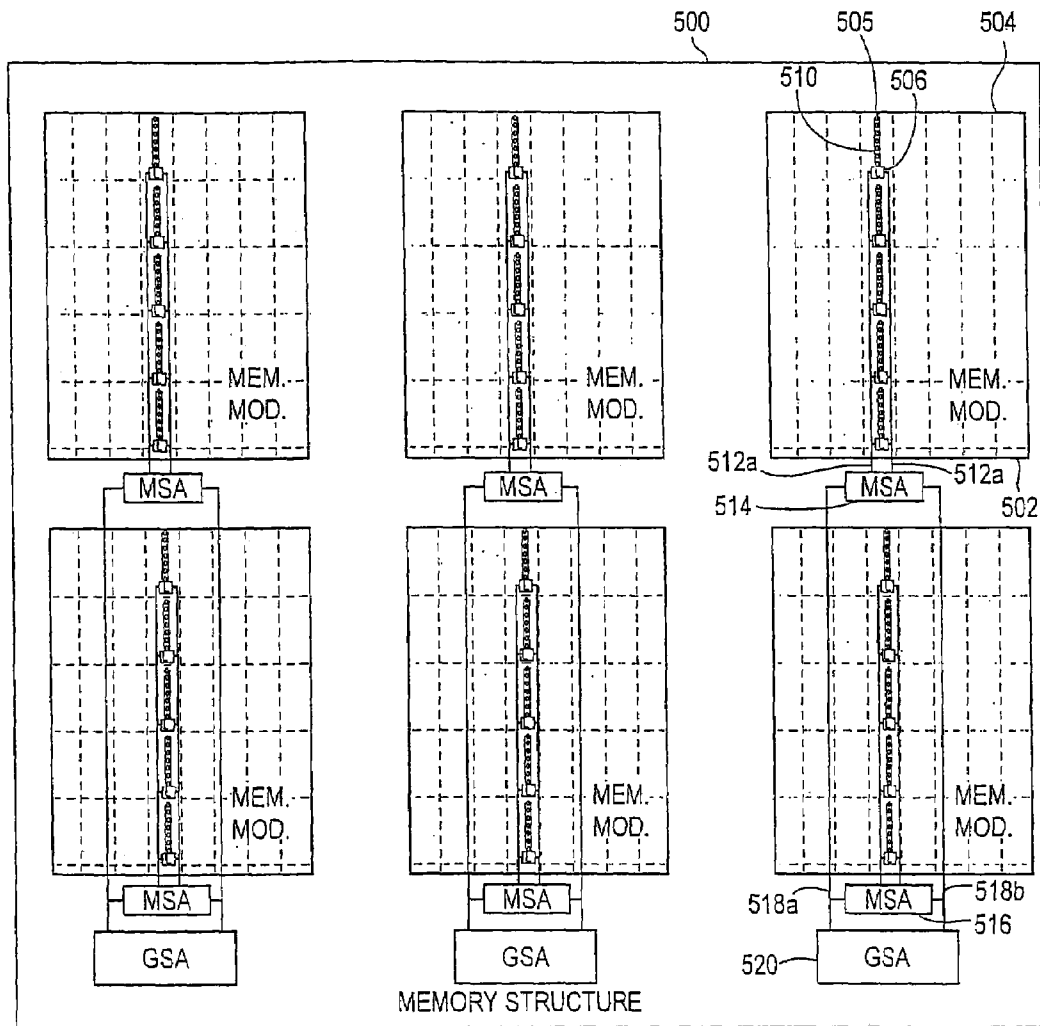 500
505
504
510
506
MEM.
MOD.
MEM.
MOD.
MEM.
MOD.
512a
512a
MSA
MSA
MSA
514
502
MEM.
MOD.
MEM.
MOD.
MEM.
MOD.
MSA
MSA
518a
MSA
518b
516
GSA
GSA
520
GSA
MEMORY STRUCTURE